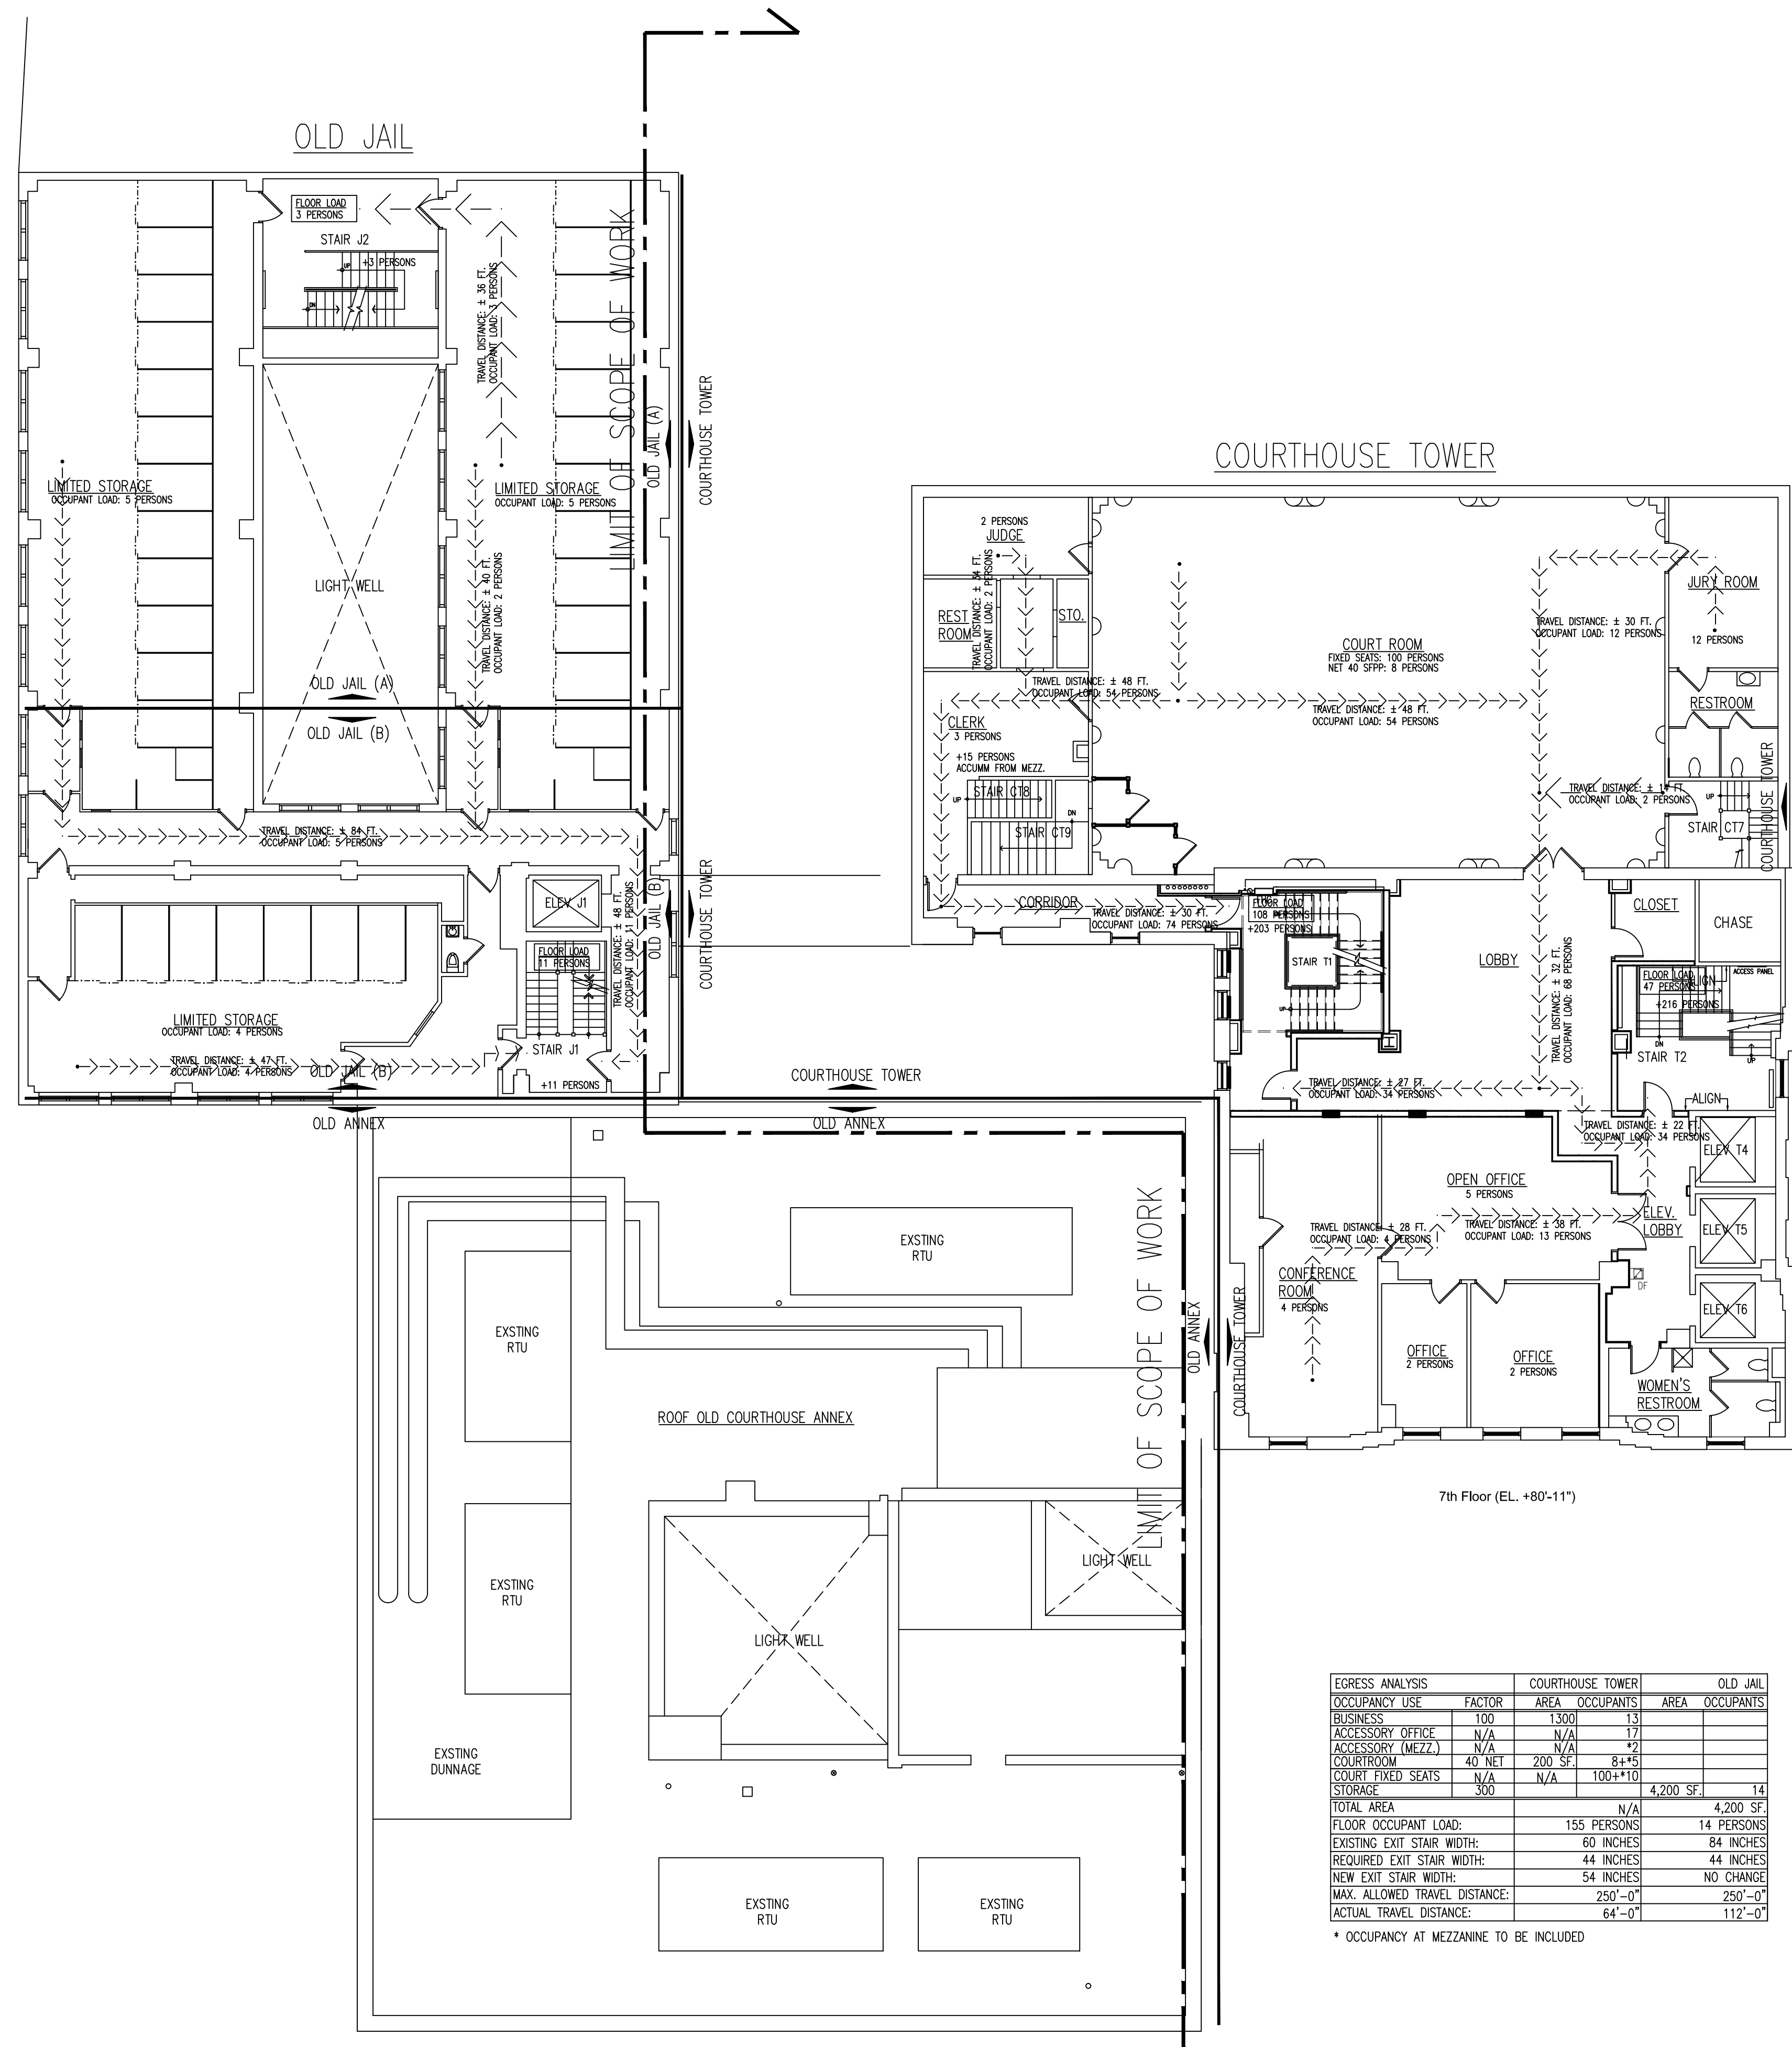 OLD JAIL
FLOOR LOAD
3 PERSONS
STAIR J2
UP
+3 PERSONS
DN
TRAVEL DISTANCE: ± 36 FT.
OCCUPANT LOAD: 3 PERSONS
LIMIT OF SCOPE OF WORK
OLD JAIL (A)
COURTHOUSE TOWER
LIMITED STORAGE
OCCUPANT LOAD: 5 PERSONS
LIMITED STORAGE
OCCUPANT LOAD: 5 PERSONS
LIGHT WELL
TRAVEL DISTANCE: ± 40 FT.
OCCUPANT LOAD: 2 PERSONS
OLD JAIL (A)
OLD JAIL (B)
TRAVEL DISTANCE: ± 84 FT.
OCCUPANT LOAD: 5 PERSONS
ELEV J1
FLOOR LOAD
11 PERSONS
TRAVEL DISTANCE: ± 48 FT.
OCCUPANT LOAD: 11 PERSONS
OLD JAIL (B)
COURTHOUSE TOWER
LIMITED STORAGE
OCCUPANT LOAD: 4 PERSONS
TRAVEL DISTANCE: ± 47 FT.
OCCUPANT LOAD: 4 PERSONS
OLD JAIL (B)
OLD ANNEX
STAIR J1
+11 PERSONS
COURTHOUSE TOWER
OLD ANNEX
COURTHOUSE TOWER
2 PERSONS
JUDGE
TRAVEL DISTANCE: ± 34 FT.
OCCUPANT LOAD: 2 PERSONS
REST
ROOM
STO.
COURT ROOM
FIXED SEATS: 100 PERSONS
NET 40 SFPP: 8 PERSONS
JURY ROOM
12 PERSONS
TRAVEL DISTANCE: ± 30 FT.
OCCUPANT LOAD: 12 PERSONS
TRAVEL DISTANCE: ± 48 FT.
OCCUPANT LOAD: 54 PERSONS
TRAVEL DISTANCE: ± 48 FT.
OCCUPANT LOAD: 54 PERSONS
RESTROOM
CLERK
3 PERSONS
+15 PERSONS
ACCUMM FROM MEZZ.
STAIR CT8
UP
DN
STAIR CT9
TRAVEL DISTANCE: ± 14 FT.
OCCUPANT LOAD: 2 PERSONS
UP
STAIR CT7
COURTHOUSE TOWER
CORRIDOR
TRAVEL DISTANCE: ± 30 FT.
OCCUPANT LOAD: 74 PERSONS
FLOOR LOAD
108 PERSONS
+203 PERSONS
STAIR T1
UP
LOBBY
TRAVEL DISTANCE: ± 32 FT.
OCCUPANT LOAD: 68 PERSONS
CLOSET
CHASE
ACCESS PANEL
FLOOR LOAD
47 PERSONS
ALIGN
+216 PERSONS
DN
STAIR T2
UP
TRAVEL DISTANCE: ± 27 FT.
OCCUPANT LOAD: 34 PERSONS
ALIGN
TRAVEL DISTANCE: ± 22 FT.
OCCUPANT LOAD: 34 PERSONS
ELEV T4
OPEN OFFICE
5 PERSONS
ELEV.
LOBBY
ELEV T5
TRAVEL DISTANCE: ± 28 FT.
OCCUPANT LOAD: 4 PERSONS
TRAVEL DISTANCE: ± 38 FT.
OCCUPANT LOAD: 13 PERSONS
CONFERENCE
ROOM
4 PERSONS
DF
ELEV T6
OFFICE
2 PERSONS
OFFICE
2 PERSONS
WOMEN'S
RESTROOM
OLD ANNEX
COURTHOUSE TOWER
LIMIT OF SCOPE OF WORK
EXSTING
RTU
EXSTING
RTU
ROOF OLD COURTHOUSE ANNEX
7th Floor (EL. +80'-11")
EXSTING
RTU
LIGHT WELL
LIGHT WELL
EXSTING
DUNNAGE
EXSTING
RTU
EXSTING
RTU
EGRESS ANALYSIS COURTHOUSE TOWER OLD JAIL
OCCUPANCY USE FACTOR AREA OCCUPANTS AREA OCCUPANTS
BUSINESS 100 1300 13
ACCESSORY OFFICE N/A N/A 17
ACCESSORY (MEZZ.) N/A N/A *2
COURTROOM 40 NET 200 SF. 8+*5
COURT FIXED SEATS N/A N/A 100+*10
STORAGE 300 4,200 SF. 14
TOTAL AREA N/A 4,200 SF.
FLOOR OCCUPANT LOAD: 155 PERSONS 14 PERSONS
EXISTING EXIT STAIR WIDTH: 60 INCHES 84 INCHES
REQUIRED EXIT STAIR WIDTH: 44 INCHES 44 INCHES
NEW EXIT STAIR WIDTH: 54 INCHES NO CHANGE
MAX. ALLOWED TRAVEL DISTANCE: 250'-0" 250'-0"
ACTUAL TRAVEL DISTANCE: 64'-0" 112'-0"
* OCCUPANCY AT MEZZANINE TO BE INCLUDED